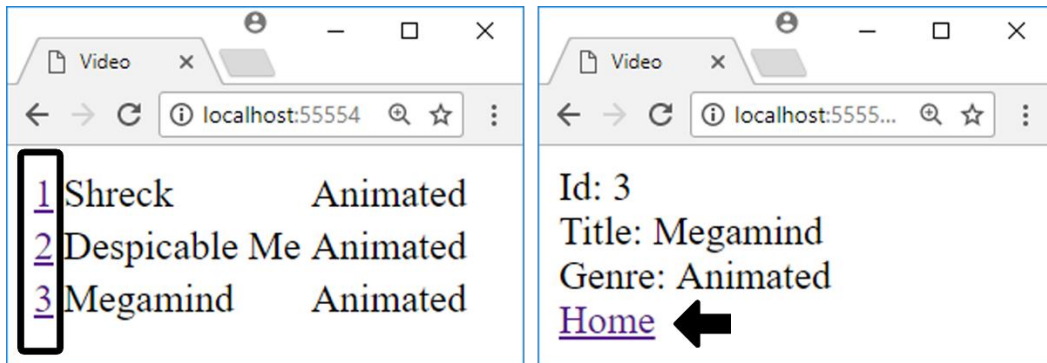 Video
localhost:55554
1 Shreck Animated
2 Despicable Me Animated
3 Megamind Animated
Video
localhost:5555...
Id: 3
Title: Megamind
Genre: Animated
Home